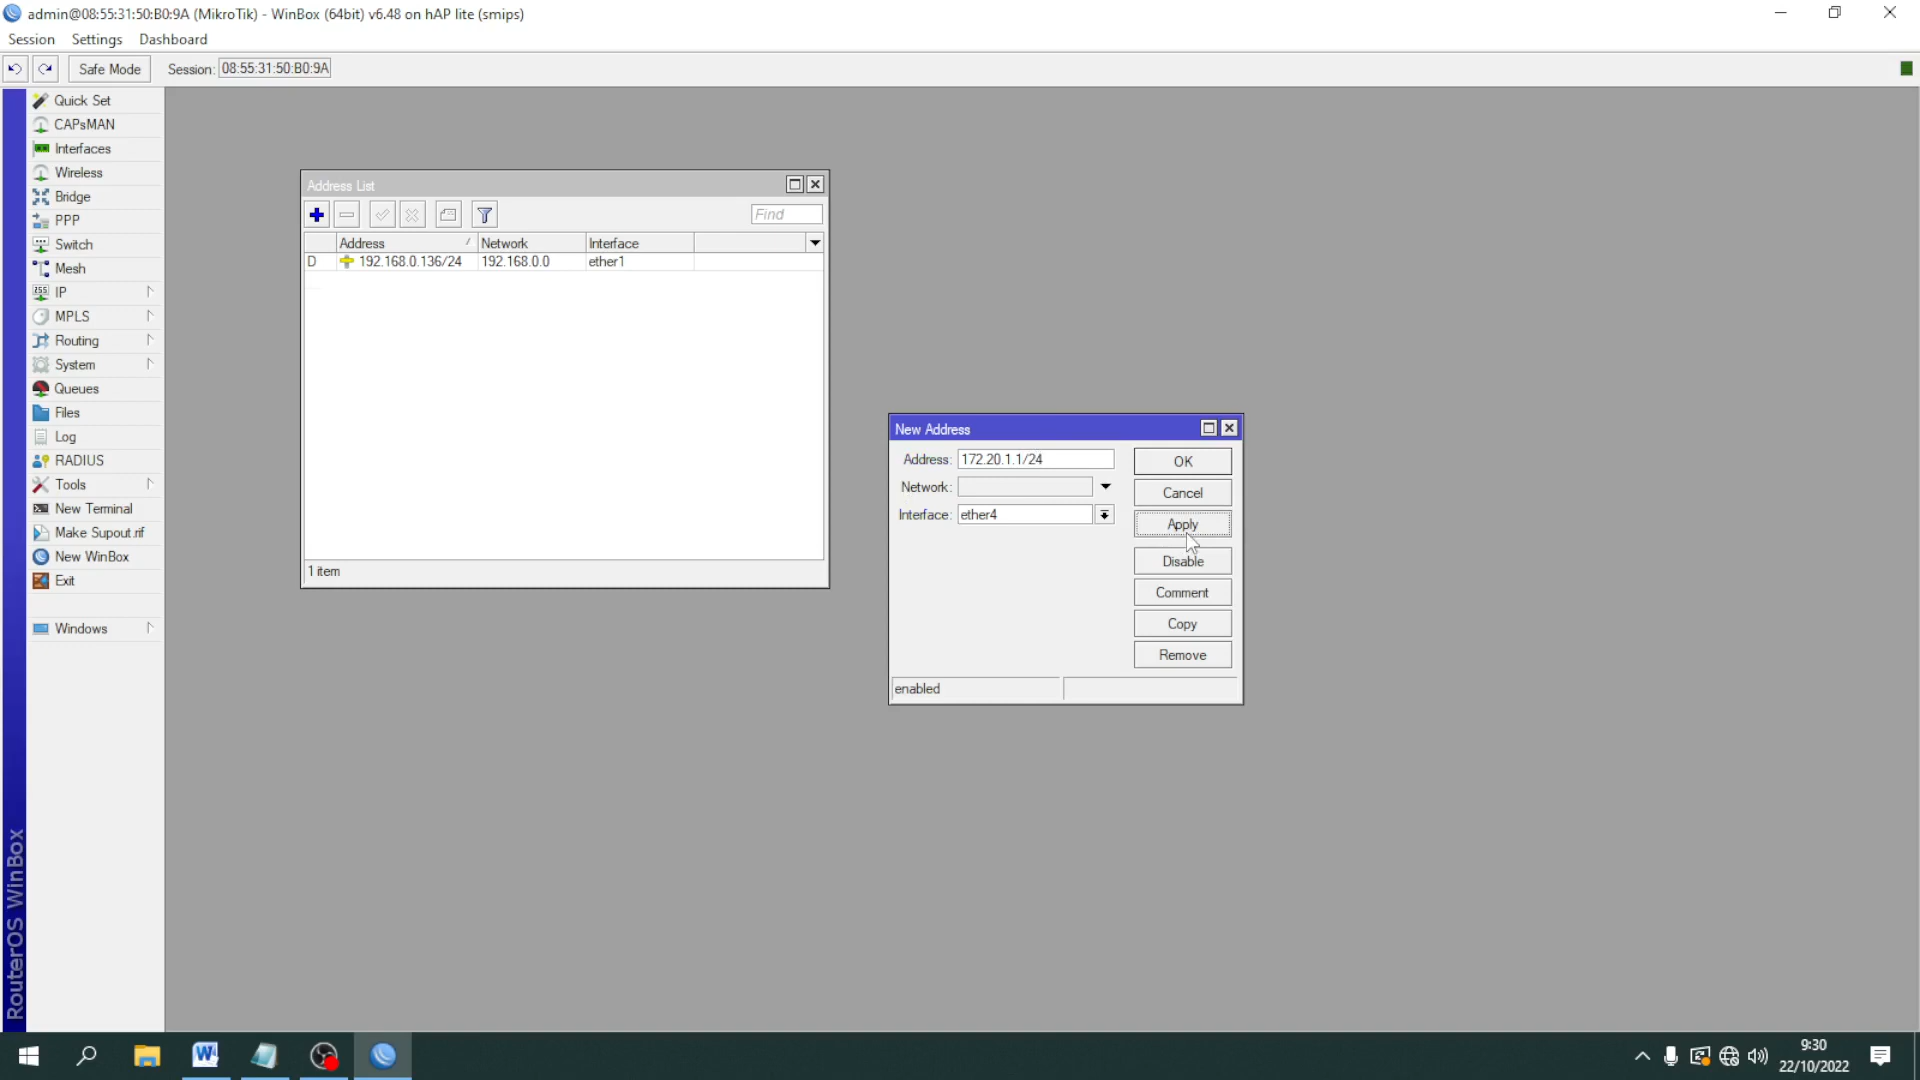 admin@08:55:31:50:B0:9A (MikroTik) - WinBox (64bit) v6.48 on hAP lite (smips)
Session Settings Dashboard
Safe Mode Session: 08:55:31:50:B0:9A
Quick Set
CAPsMAN
Interfaces
Wireless
Bridge
PPP
Switch
Mesh
255 IP
MPLS
Routing
System
Queues
Files
Log
RADIUS
Tools
New Terminal
Make Supout.rif
New WinBox
Exit
Windows
RouterOS WinBox
Address List
Find
Address Network Interface
D 192.168.0.136/24 192.168.0.0 ether1
1 item
New Address
Address: 172.20.1.1/24
Network:
Interface: ether4
OK
Cancel
Apply
Disable
Comment
Copy
Remove
enabled
9:30
22/10/2022